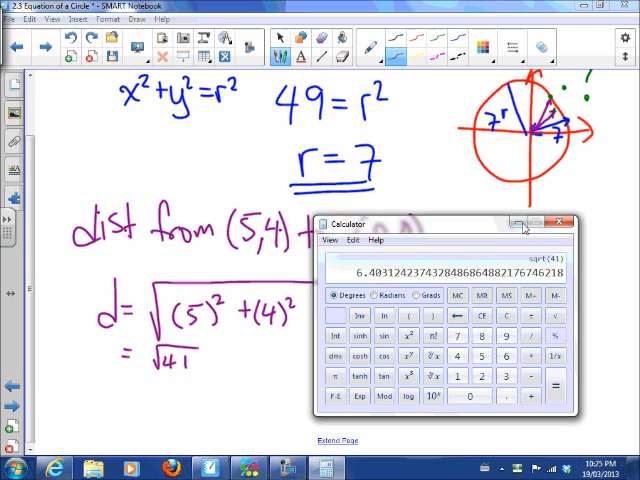 2.3 Equation of a Circle * - SMART Notebook
File Edit View Insert Format Draw Help
x² + y² = r²
49 = r²
?
7 r
7
r = 7
dist from (5,4)
Calculator
View Edit Help
sqrt(41)
6.4031242374328486864882176746218
Degrees Radians Grads MC MR MS M+ M-
Inv ln ( ) ← CE C ± √
Int sinh sin x² n! 7 8 9 / %
dms cosh cos xʸ ʸ√x 4 5 6 * 1/x
π tanh tan x³ ³√x 1 2 3 - =
F-E Exp Mod log 10ˣ 0 . +
d = √(5)² + (4)²
= √41
Extend Page
10:25 PM
19/03/2013